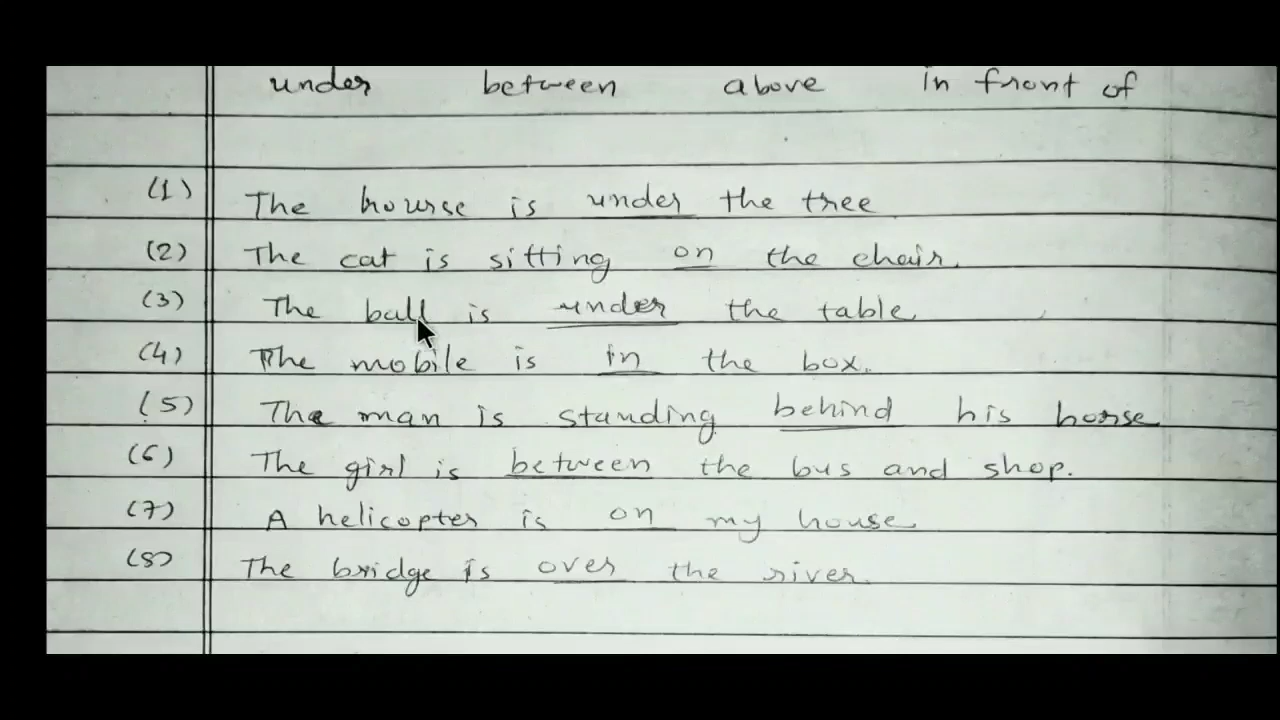 under between above in front of
(1) The hourse is under the tree
(2) The cat is sitting on the chair.
(3) The ball is under the table
(4) The mobile is in the box.
(5) The man is standing behind his horse
(6) The girl is between the bus and shop.
(7) A helicopter is on my house
(8) The bridge is over the river.